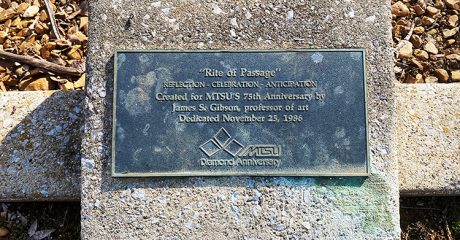 "Rite of Passage"
REFLECTION - CELEBRATION - ANTICIPATION
Created for MTSU'S 75th Anniversary by
James S. Gibson, professor of art
Dedicated November 25, 1986
MTSU
Diamond Anniversary